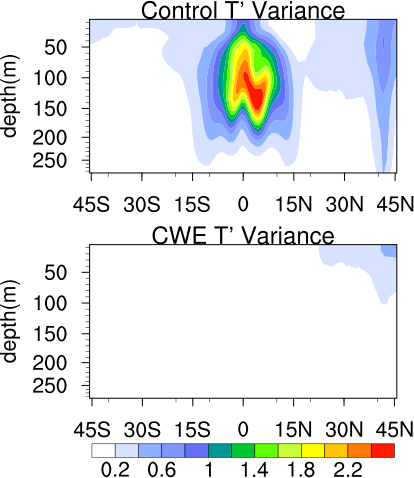 Control T' Variance
depth(m)
50
100
150
200
250
45S 30S 15S 0 15N 30N 45N
CWE T' Variance
depth(m)
50
100
150
200
250
45S 30S 15S 0 15N 30N 45N
0.2 0.6 1 1.4 1.8 2.2